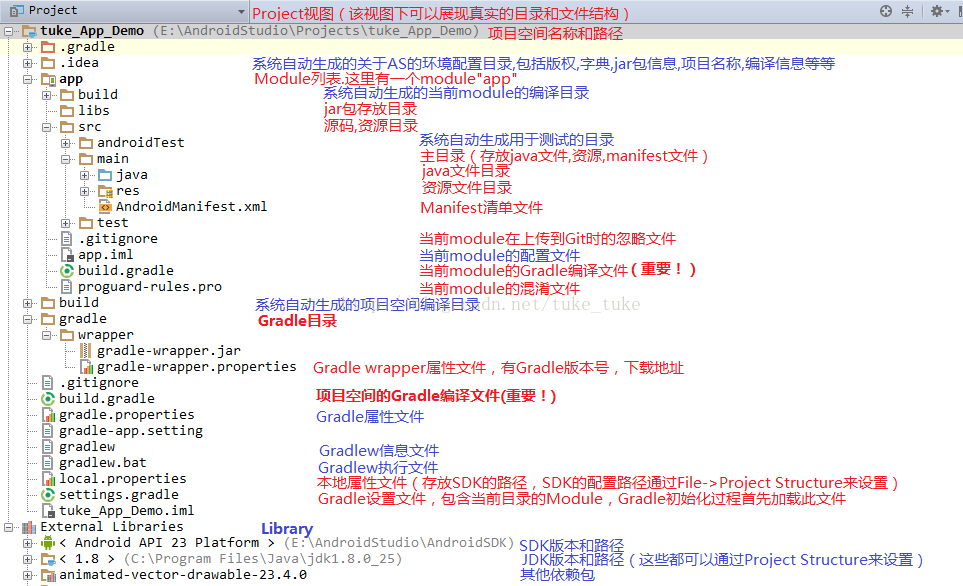 Project Project视图（该视图下可以展现真实的目录和文件结构）
tuke_App_Demo (E:\AndroidStudio\Projects\tuke_App_Demo) 项目空间名称和路径
.gradle
.idea 系统自动生成的关于AS的环境配置目录,包括版权,字典,jar包信息,项目名称,编译信息等等
app Module列表,这里有一个module"app"
build 系统自动生成的当前module的编译目录
libs jar包存放目录
src 源码,资源目录
androidTest 系统自动生成用于测试的目录
main 主目录（存放java文件,资源,manifest文件）
java java文件目录
res 资源文件目录
AndroidManifest.xml Manifest清单文件
test
.gitignore 当前module在上传到Git时的忽略文件
app.iml 当前module的配置文件
build.gradle 当前module的Gradle编译文件（重要！）
proguard-rules.pro 当前module的混淆文件
build 系统自动生成的项目空间编译目录 dn.net/tuke_tuke
gradle Gradle目录
wrapper
gradle-wrapper.jar
gradle-wrapper.properties Gradle wrapper属性文件，有Gradle版本号，下载地址
.gitignore
build.gradle 项目空间的Gradle编译文件(重要！)
gradle.properties Gradle属性文件
gradle-app.setting
gradlew Gradlew信息文件
gradlew.bat Gradlew执行文件
local.properties 本地属性文件（存放SDK的路径，SDK的配置路径通过File->Project Structure来设置）
settings.gradle Gradle设置文件，包含当前目录的Module，Gradle初始化过程首先加载此文件
tuke_App_Demo.iml
External Libraries Library
< Android API 23 Platform > (E:\AndroidStudio\AndroidSDK) SDK版本和路径
< 1.8 > (C:\Program Files\Java\jdk1.8.0_25) JDK版本和路径（这些都可以通过Project Structure来设置）
animated-vector-drawable-23.4.0 其他依赖包